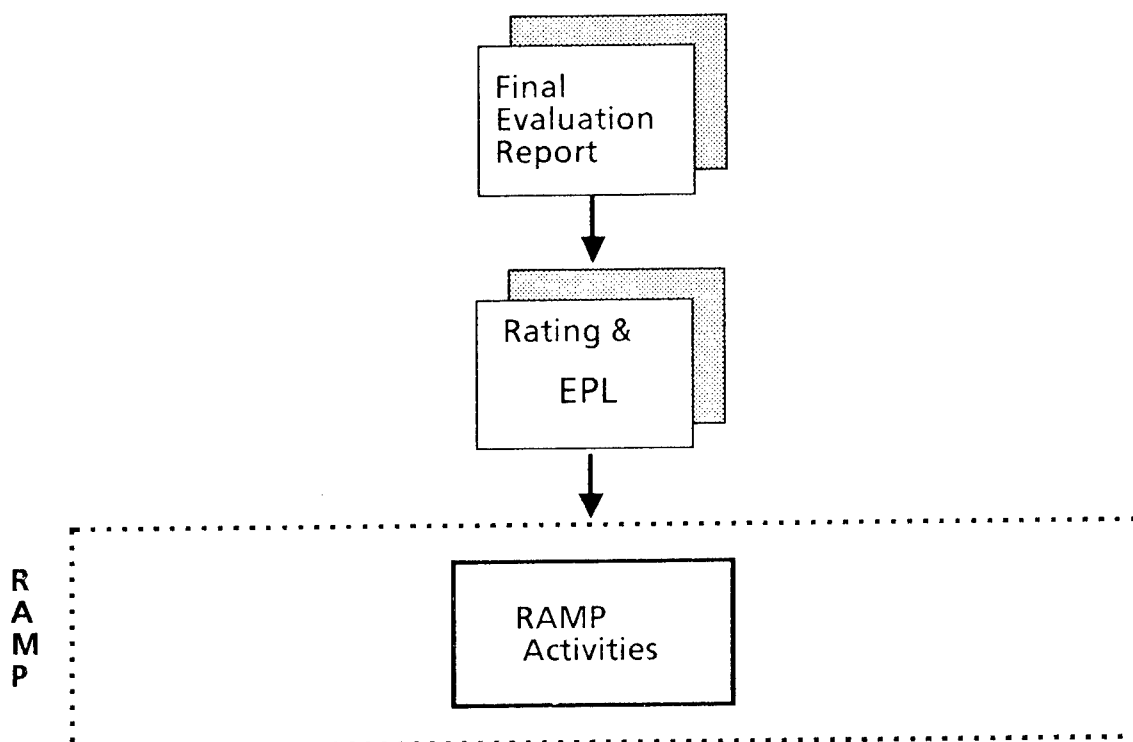 Final
Evaluation
Report
Rating &
EPL
R
A
M
P
RAMP
Activities